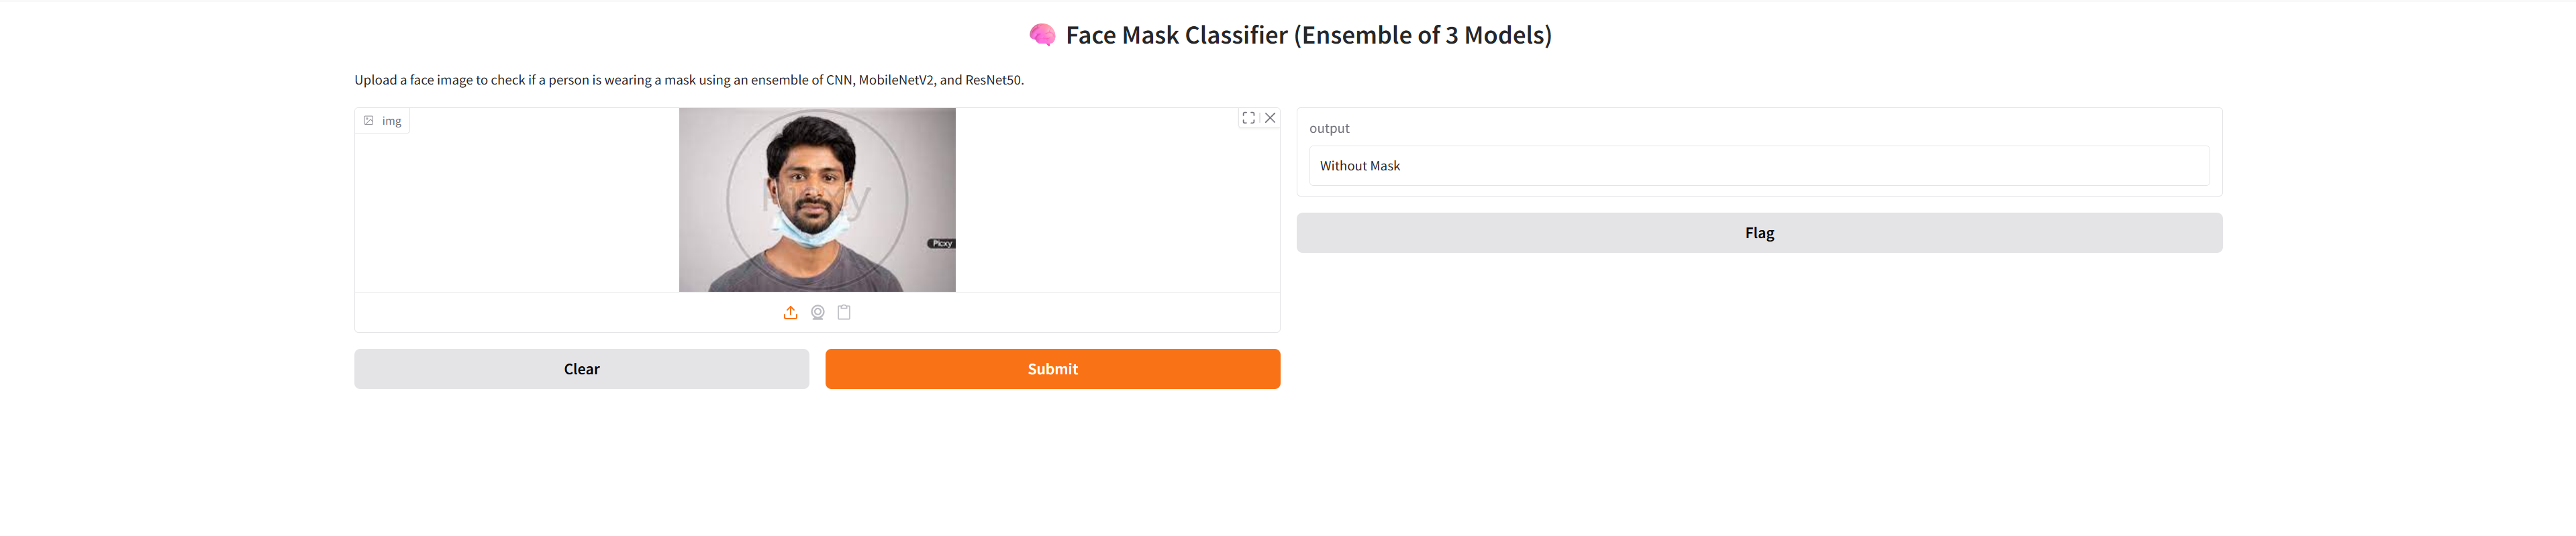 🧠 Face Mask Classifier (Ensemble of 3 Models)
Upload a face image to check if a person is wearing a mask using an ensemble of CNN, MobileNetV2, and ResNet50.
img
Picxy
Clear
Submit
output
Without Mask
Flag